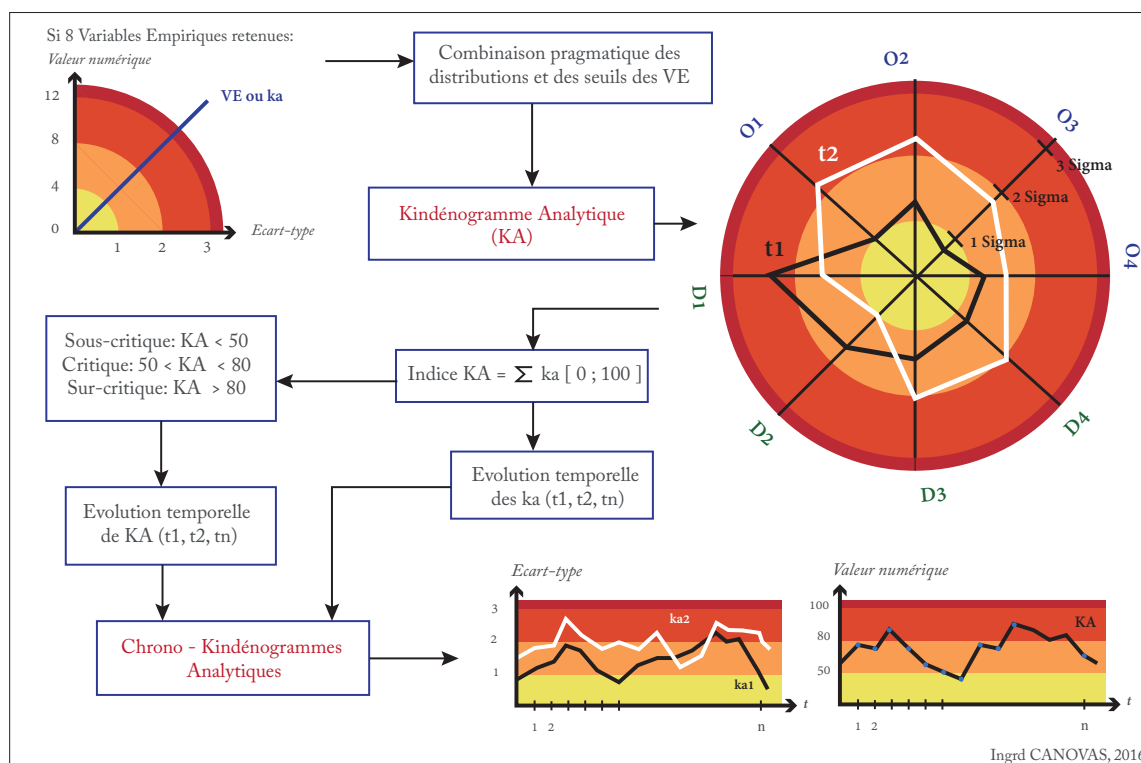 Si 8 Variables Empiriques retenues:
Valeur numérique
12
8
4
0
1
2
3
VE ou ka
Ecart-type
Combinaison pragmatique des
distributions et des seuils des VE
Kindénogramme Analytique
(KA)
O1
O2
O3
O4
D1
D2
D3
D4
t2
t1
3 Sigma
2 Sigma
1 Sigma
Sous-critique: KA < 50
Critique: 50 < KA < 80
Sur-critique: KA > 80
Indice KA = Σ ka [ 0 ; 100 ]
Evolution temporelle
des ka (t1, t2, tn)
Evolution temporelle
de KA (t1, t2, tn)
Chrono - Kindénogrammes
Analytiques
Ecart-type
3
2
1
ka2
ka1
t
1
2
n
Valeur numérique
100
80
50
KA
t
1
2
n
Ingrd CANOVAS, 2016